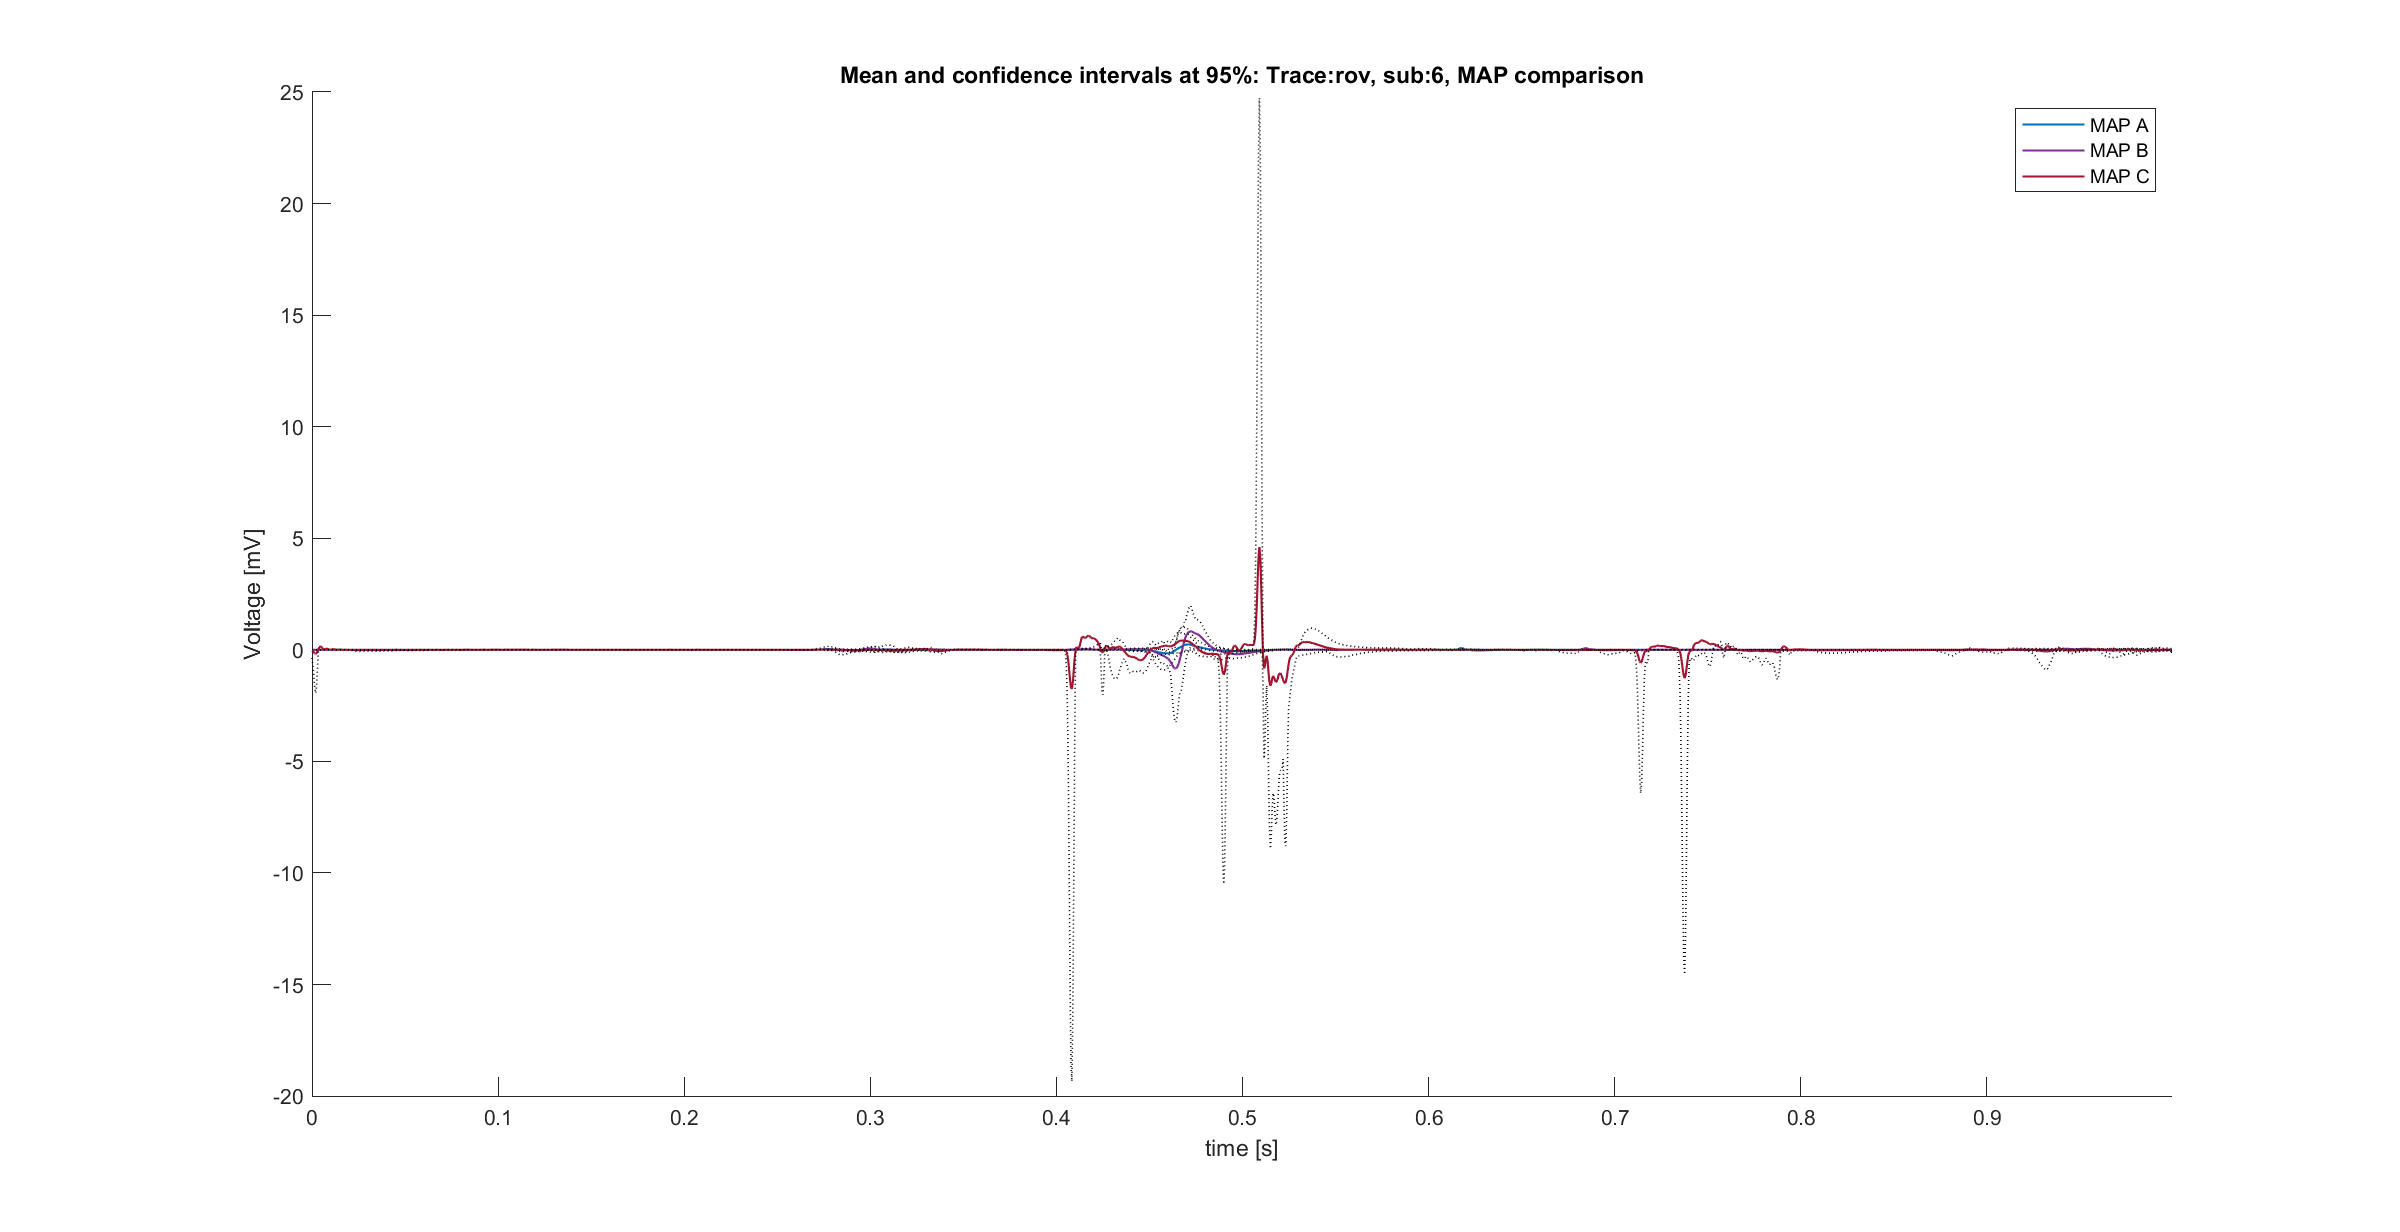 Mean and confidence intervals at 95%: Trace:rov, sub:6, MAP comparison
25
20
15
10
5
0
-5
-10
-15
-20
Voltage [mV]
MAP A
MAP B
MAP C
0 0.1 0.2 0.3 0.4 0.5 0.6 0.7 0.8 0.9
time [s]